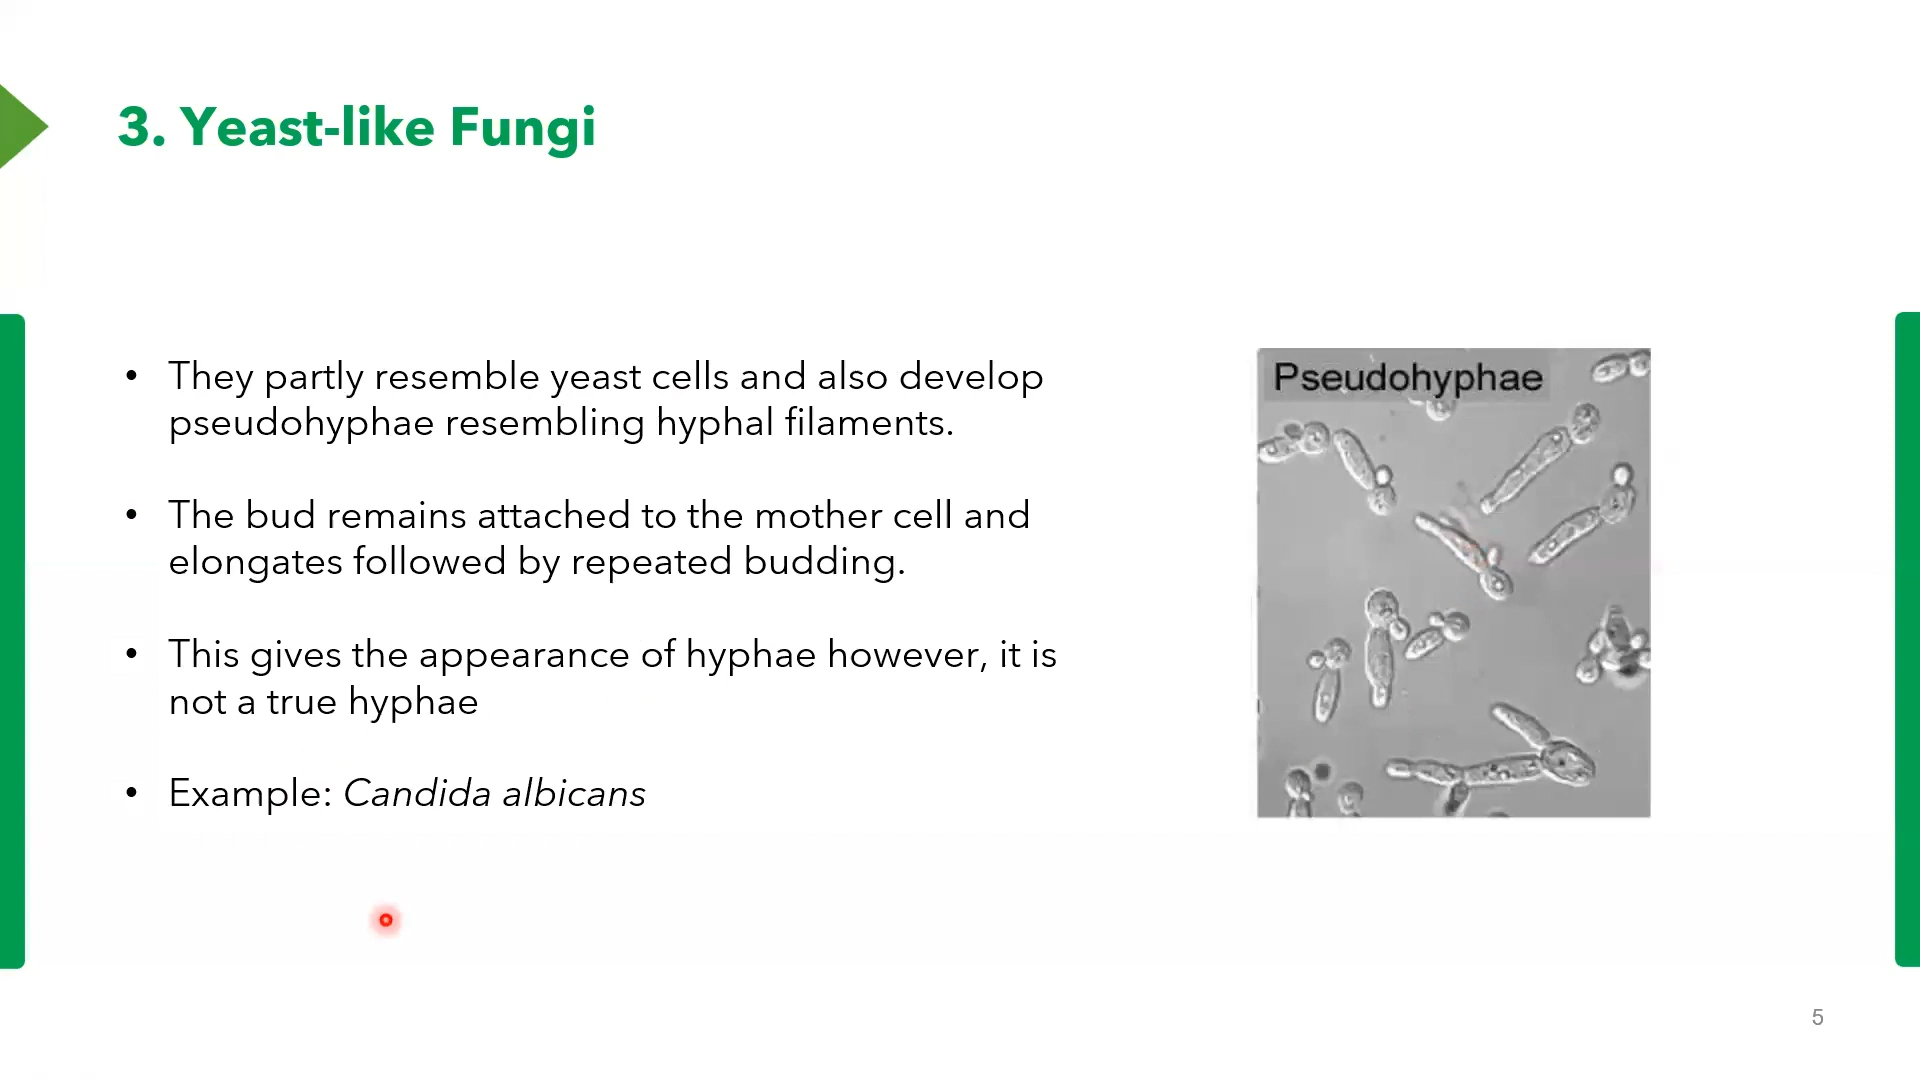 3. Yeast-like Fungi
• They partly resemble yeast cells and also develop
pseudohyphae resembling hyphal filaments.
• The bud remains attached to the mother cell and
elongates followed by repeated budding.
• This gives the appearance of hyphae however, it is
not a true hyphae
• Example: Candida albicans
Pseudohyphae
5